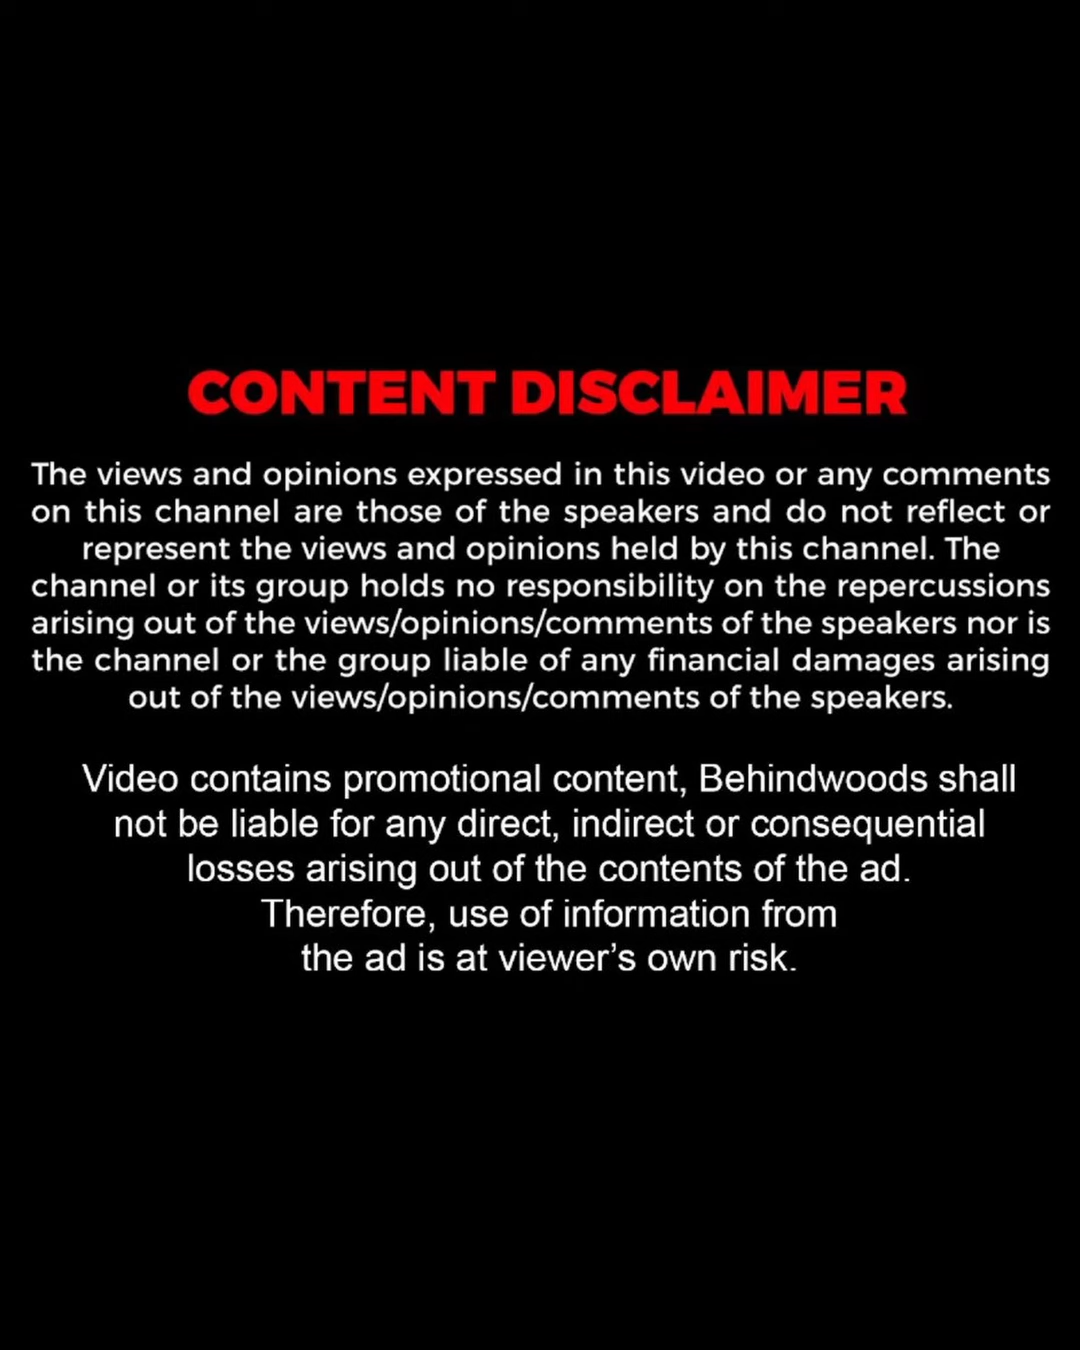 CONTENT DISCLAIMER
The views and opinions expressed in this video or any comments
on this channel are those of the speakers and do not reflect or
represent the views and opinions held by this channel. The
channel or its group holds no responsibility on the repercussions
arising out of the views/opinions/comments of the speakers nor is
the channel or the group liable of any financial damages arising
out of the views/opinions/comments of the speakers.
Video contains promotional content, Behindwoods shall
not be liable for any direct, indirect or consequential
losses arising out of the contents of the ad.
Therefore, use of information from
the ad is at viewer’s own risk.